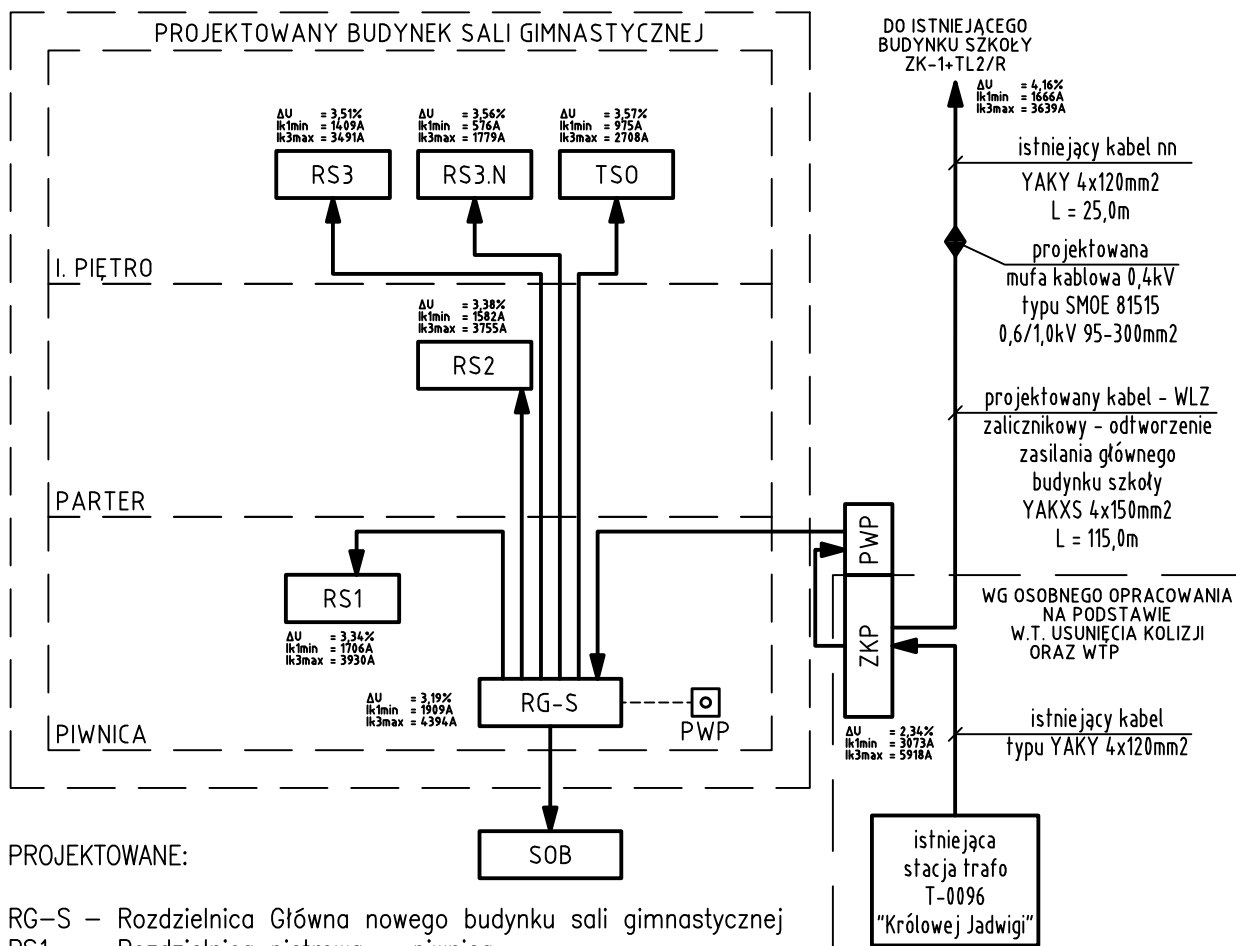 PROJEKTOWANY BUDYNEK SALI GIMNASTYCZNEJ
ΔU = 3,51%
Ik1min = 1409A
Ik3max = 3491A
RS3
ΔU = 3,56%
Ik1min = 576A
Ik3max = 1779A
RS3.N
ΔU = 3,57%
Ik1min = 975A
Ik3max = 2708A
TSO
I. PIĘTRO
ΔU = 3,38%
Ik1min = 1582A
Ik3max = 3755A
RS2
PARTER
RS1
ΔU = 3,34%
Ik1min = 1706A
Ik3max = 3930A
ΔU = 3,19%
Ik1min = 1909A
Ik3max = 4394A
RG-S
PWP
PIWNICA
SOB
DO ISTNIEJĄCEGO
BUDYNKU SZKOŁY
ZK-1+TL2/R
ΔU = 4,16%
Ik1min = 1666A
Ik3max = 3639A
istniejący kabel nn
YAKY 4x120mm2
L = 25,0m
projektowana
mufa kablowa 0,4kV
typu SMOE 81515
0,6/1,0kV 95-300mm2
projektowany kabel - WLZ
zalicznikowy - odtworzenie
zasilania głównego
budynku szkoły
YAKXS 4x150mm2
L = 115,0m
PWP
ZKP
WG OSOBNEGO OPRACOWANIA
NA PODSTAWIE
W.T. USUNIĘCIA KOLIZJI
ORAZ WTP
ΔU = 2,34%
Ik1min = 3073A
Ik3max = 5918A
istniejący kabel
typu YAKY 4x120mm2
istniejąca
stacja trafo
T-0096
"Królowej Jadwigi"
PROJEKTOWANE:
RG-S - Rozdzielnica Główna nowego budynku sali gimnastycznej